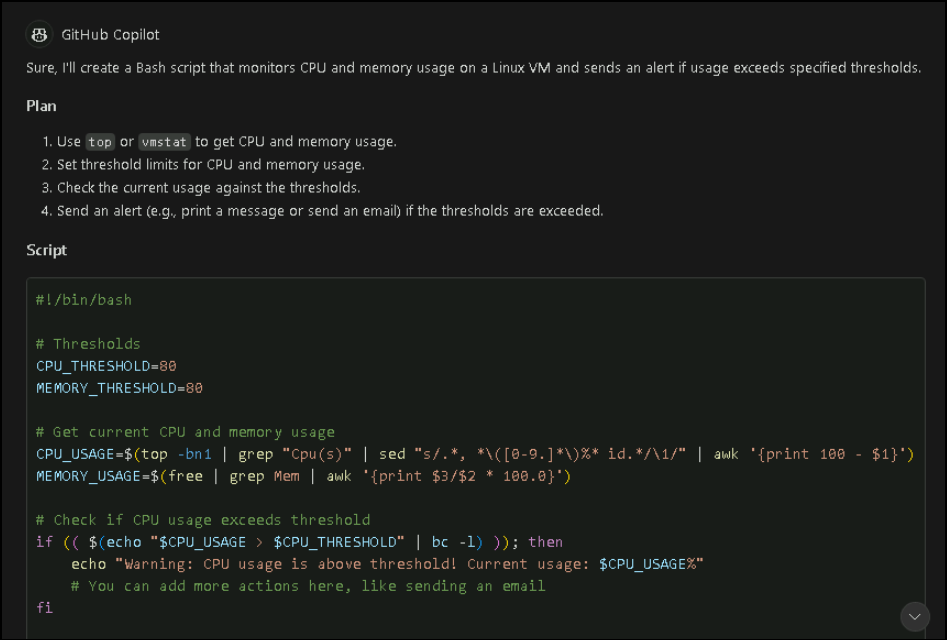 GitHub Copilot
Sure, I'll create a Bash script that monitors CPU and memory usage on a Linux VM and sends an alert if usage exceeds specified thresholds.
Plan
1. Use top or vmstat to get CPU and memory usage.
2. Set threshold limits for CPU and memory usage.
3. Check the current usage against the thresholds.
4. Send an alert (e.g., print a message or send an email) if the thresholds are exceeded.
Script
#!/bin/bash
# Thresholds
CPU_THRESHOLD=80
MEMORY_THRESHOLD=80
# Get current CPU and memory usage
CPU_USAGE=$(top -bn1 | grep "Cpu(s)" | sed "s/.*, *\([0-9.]*\)%* id.*/\1/" | awk '{print 100 - $1}')
MEMORY_USAGE=$(free | grep Mem | awk '{print $3/$2 * 100.0}')
# Check if CPU usage exceeds threshold
if (( $(echo "$CPU_USAGE > $CPU_THRESHOLD" | bc -l) )); then
    echo "Warning: CPU usage is above threshold! Current usage: $CPU_USAGE%"
    # You can add more actions here, like sending an email
fi